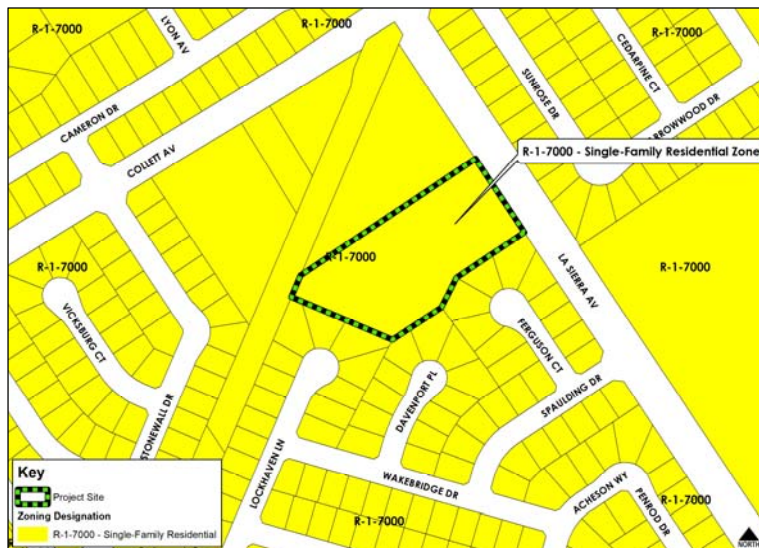 R-1-7000
LYON AV
R-1-7000
R-1-7000
CEDARPINE CT
SUNROSE DR
CAMERON DR
ARROWWOOD DR
COLLETT AV
R-1-7000 - Single-Family Residential Zone
R-1-7000
R-1-7000
R-1-7000
LA SIERRA AV
VICKSBURG CT
FERGUSON CT
STONEWALL DR
DAVENPORT PL
SPAULDING DR
LOCKHAVEN LN
WAKEBRIDGE DR
ACHESON WY
PENROD DR
R-1-7000
R-1-7000
Key
Project Site
Zoning Designation
R-1-7000 - Single-Family Residential
NORTH